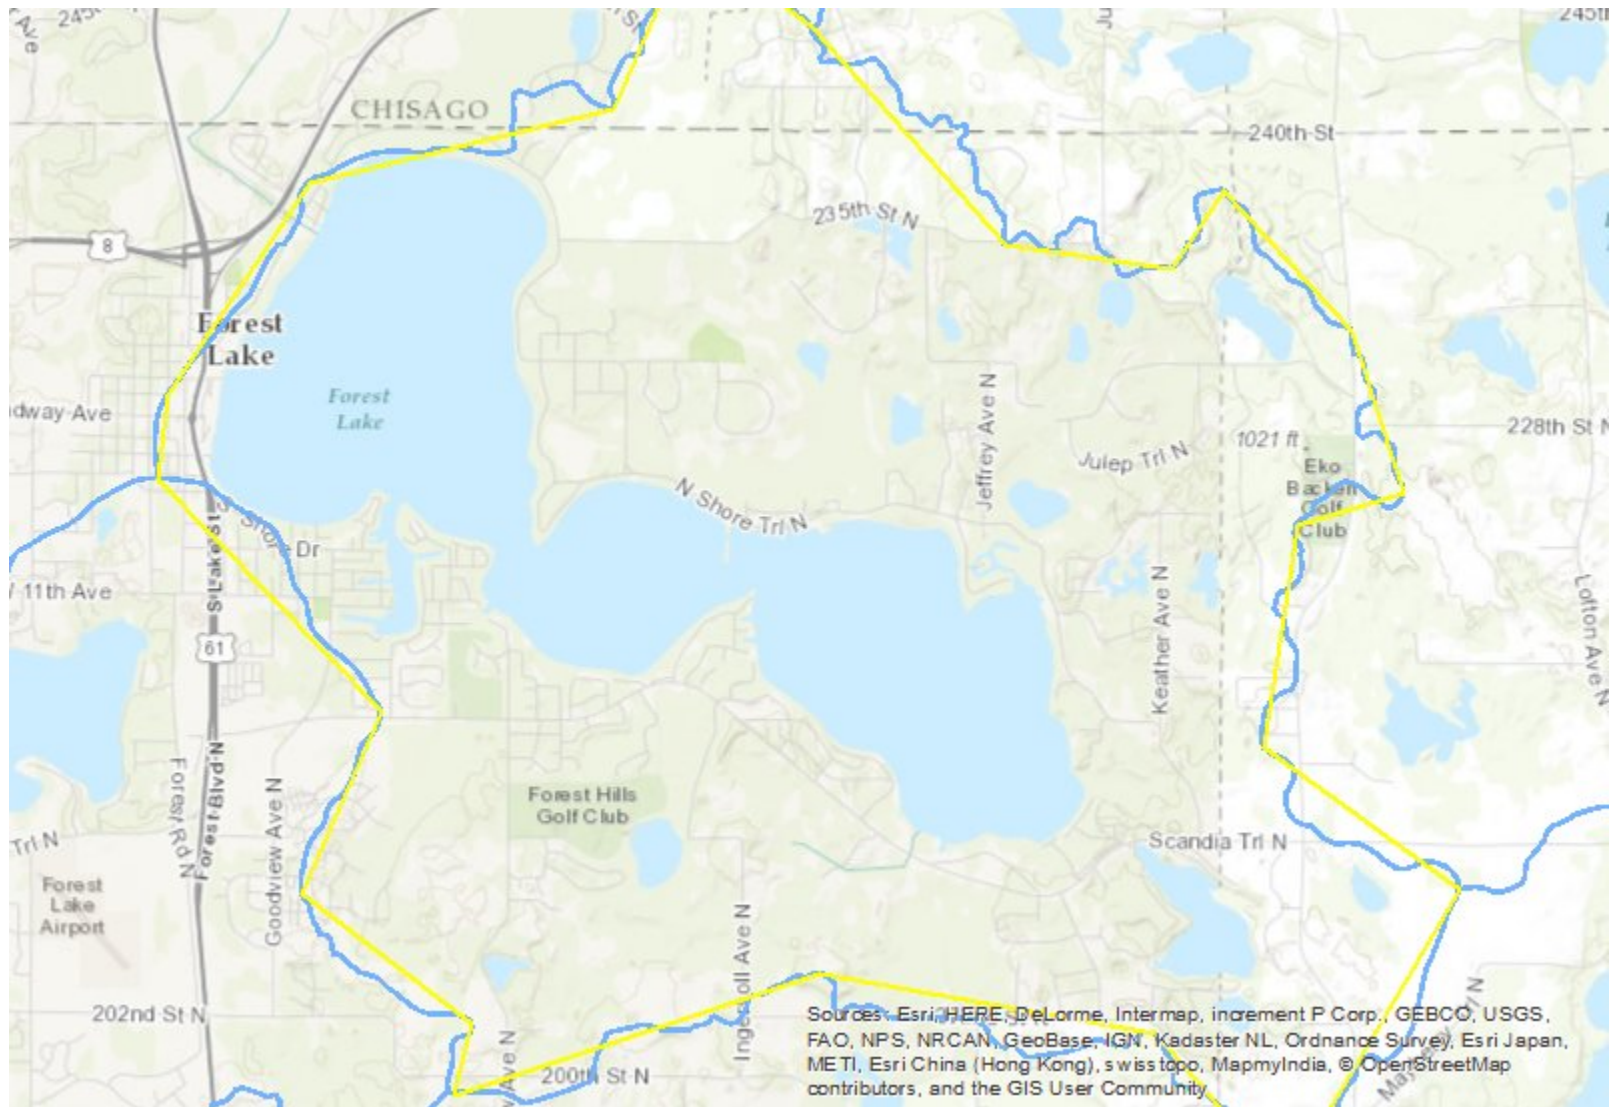 245t
Ave
CHISAGO
240th St
245th
8
235th St N
Forest
Lake
Forest
Lake
dway Ave
Jeffrey Ave N
Julep Trl N
1021 ft
228th St N
Eko
Backen
Golf
Club
N Shore Trl N
S Shore Dr
S Lake St
11th Ave
61
Keather Ave N
Lofton Ave N
Forest Rd N
Forest Blvd N
Goodview Ave N
Forest Hills
Golf Club
Scandia Trl N
Trl N
Forest
Lake
Airport
Ingersoll Ave N
202nd St N
200th St N
Ave N
Sources: Esri, HERE, DeLorme, Intermap, increment P Corp., GEBCO, USGS,
FAO, NPS, NRCAN, GeoBase, IGN, Kadaster NL, Ordnance Survey, Esri Japan,
METI, Esri China (Hong Kong), swisstopo, MapmyIndia, © OpenStreetMap
contributors, and the GIS User Community